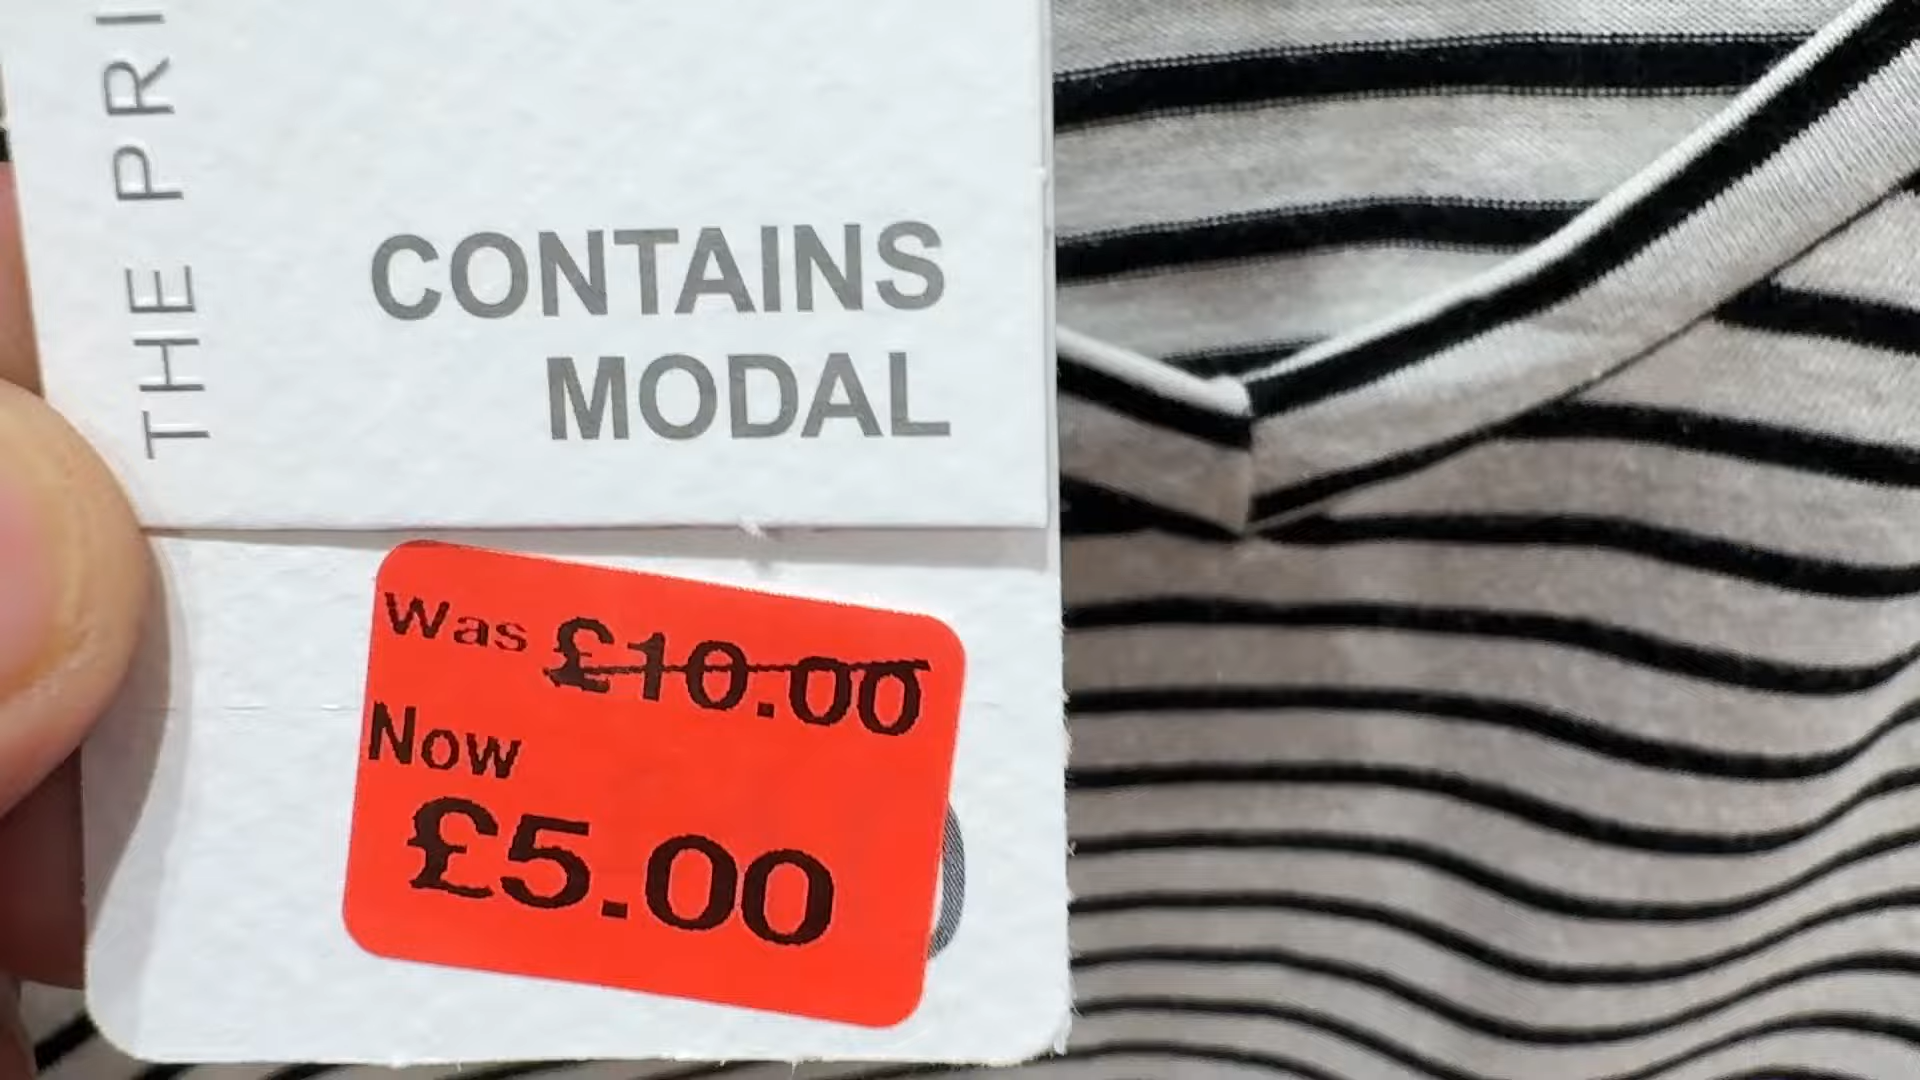 THE PRI
CONTAINS
MODAL
Was £10.00
Now
£5.00